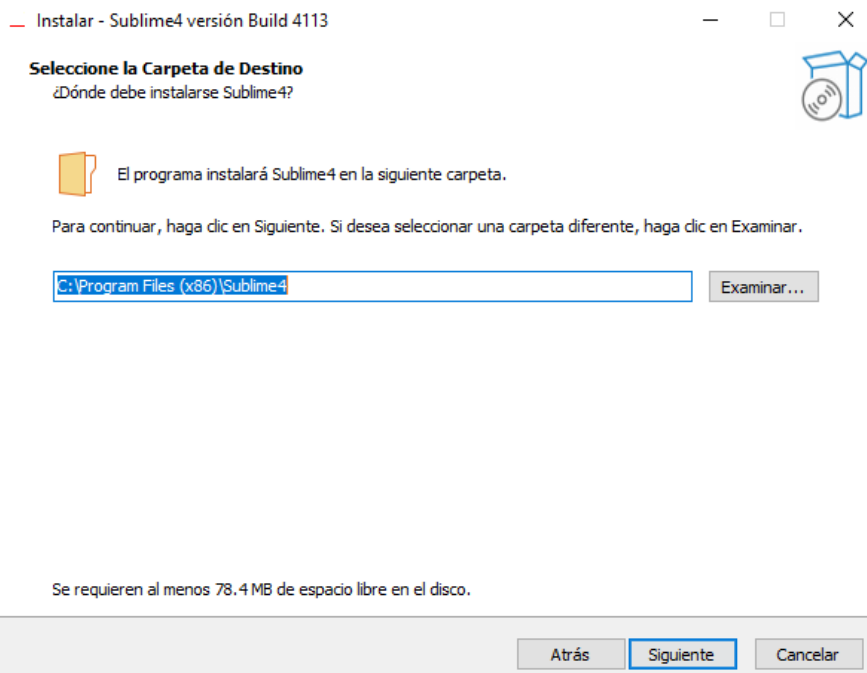 Instalar - Sublime4 versión Build 4113
Seleccione la Carpeta de Destino
¿Dónde debe instalarse Sublime4?
El programa instalará Sublime4 en la siguiente carpeta.
Para continuar, haga clic en Siguiente. Si desea seleccionar una carpeta diferente, haga clic en Examinar.
C:\Program Files (x86)\Sublime4
Examinar...
Se requieren al menos 78.4 MB de espacio libre en el disco.
Atrás
Siguiente
Cancelar